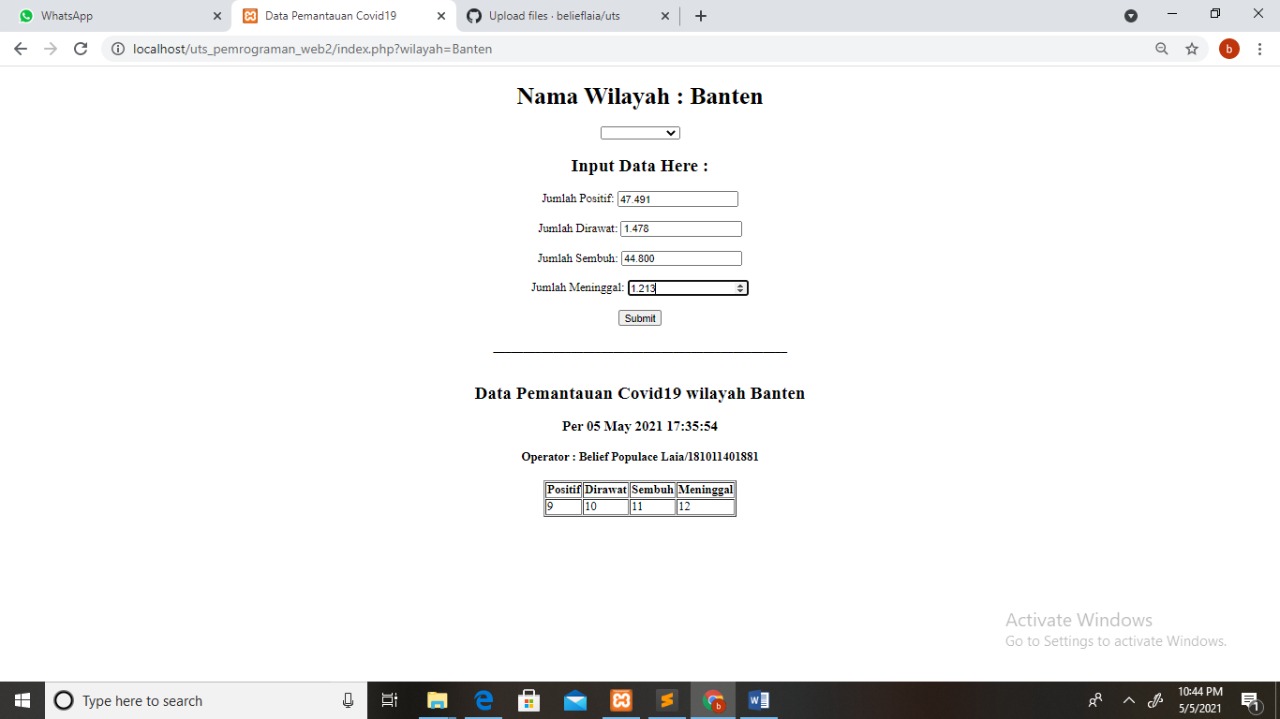 WhatsApp
Data Pemantauan Covid19
Upload files · belieflaia/uts
localhost/uts_pemrograman_web2/index.php?wilayah=Banten
b
Nama Wilayah : Banten
Input Data Here :
Jumlah Positif: 47.491
Jumlah Dirawat: 1.478
Jumlah Sembuh: 44.800
Jumlah Meninggal: 1.213
Submit
Data Pemantauan Covid19 wilayah Banten
Per 05 May 2021 17:35:54
Operator : Belief Populace Laia/181011401881
Positif Dirawat Sembuh Meninggal
9 10 11 12
Activate Windows
Go to Settings to activate Windows.
Type here to search
10:44 PM
5/5/2021
1